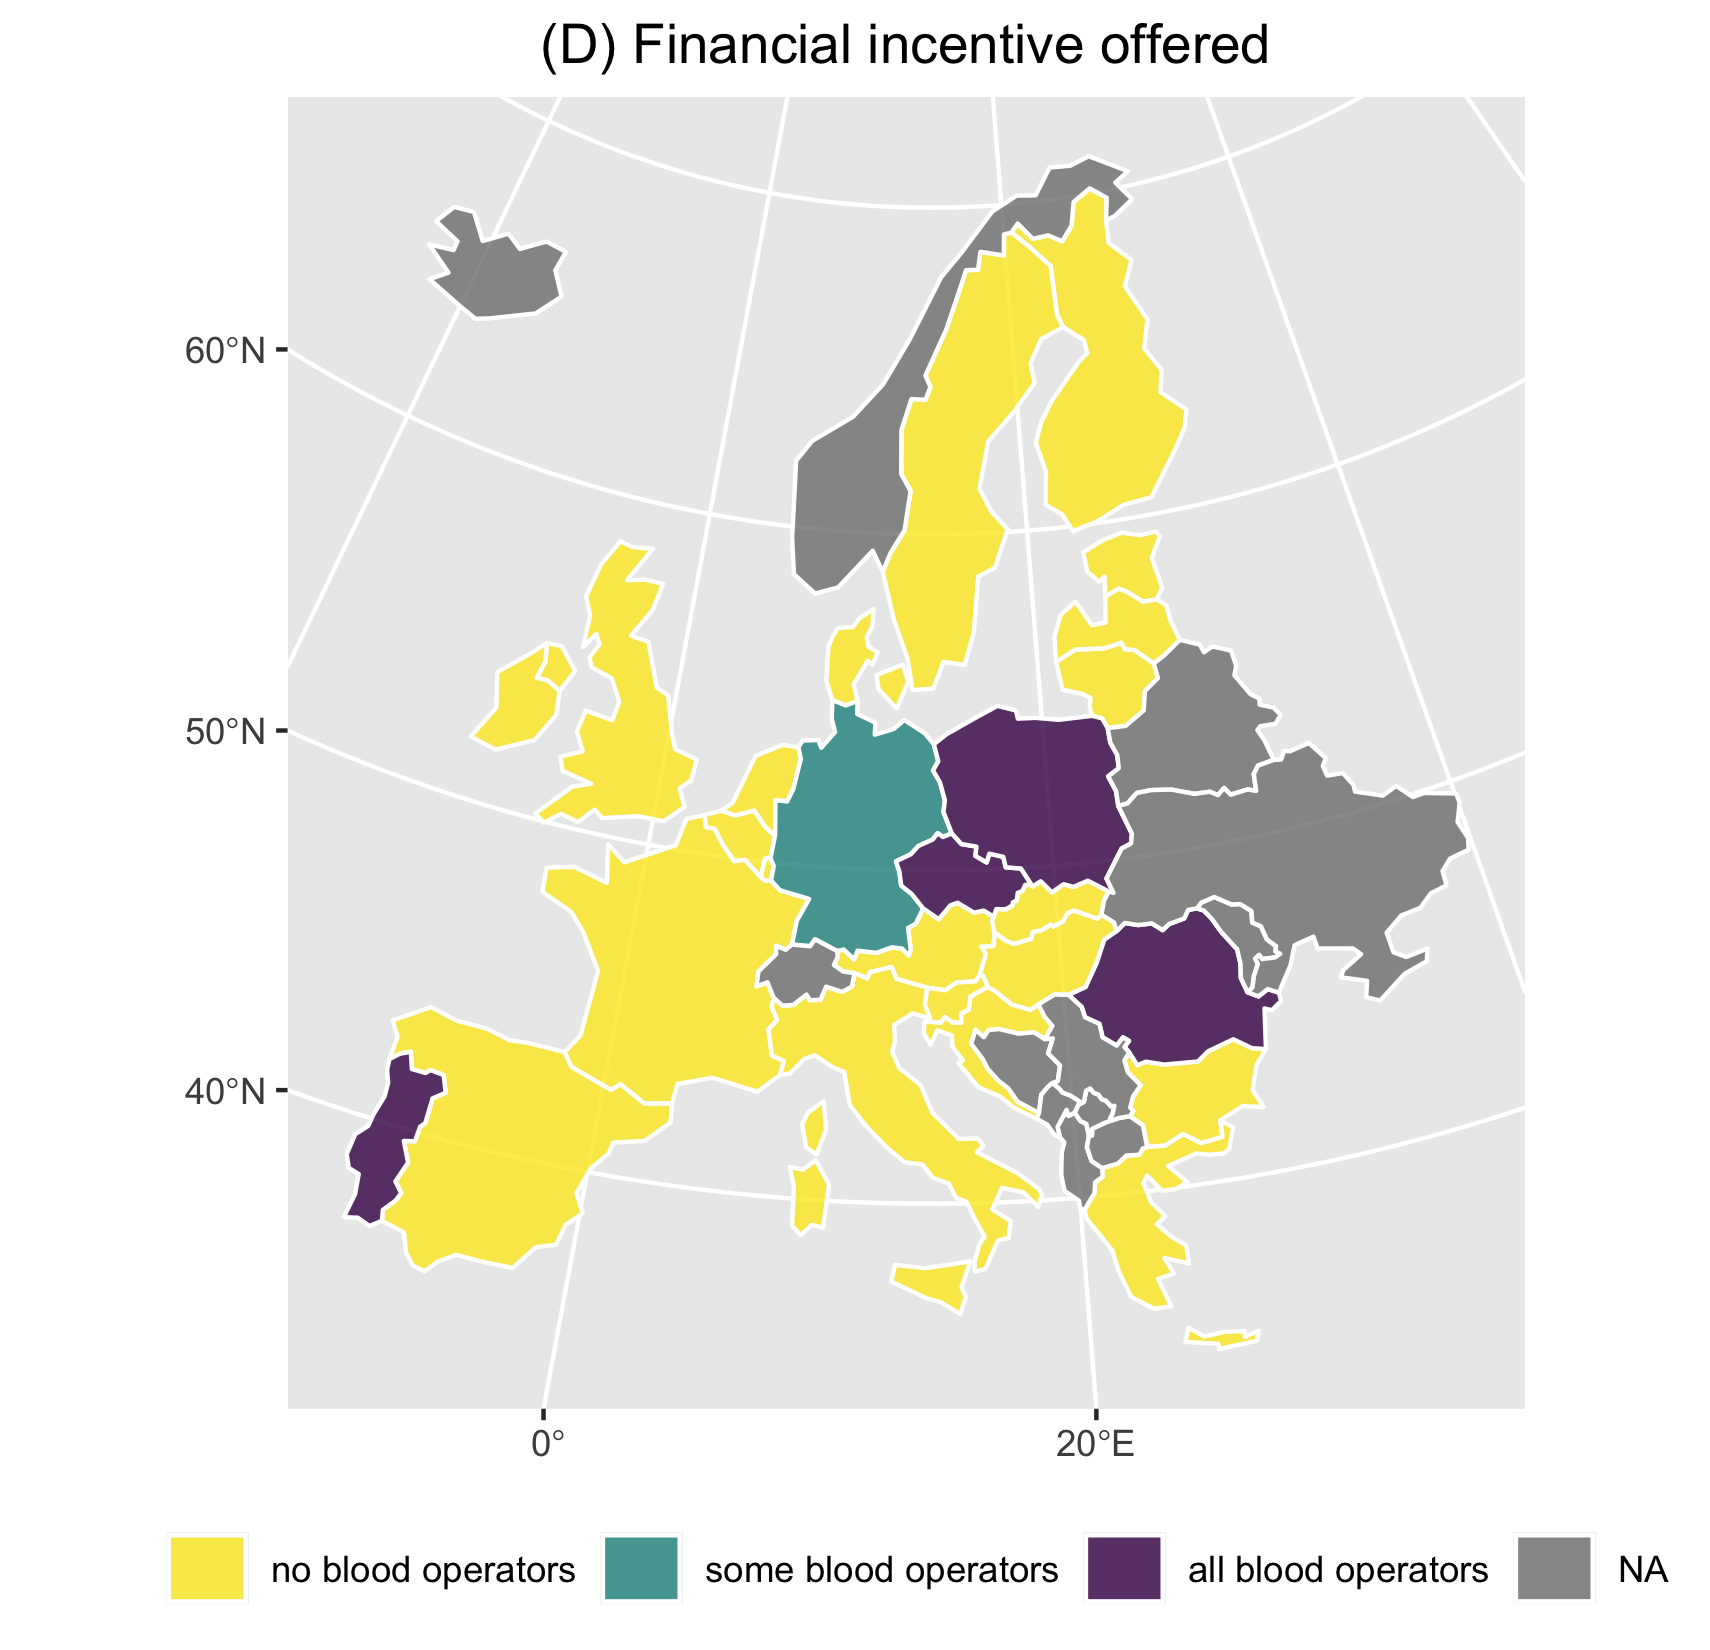 (D) Financial incentive offered
60°N
50°N
40°N
0°
20°E
no blood operators
some blood operators
all blood operators
NA